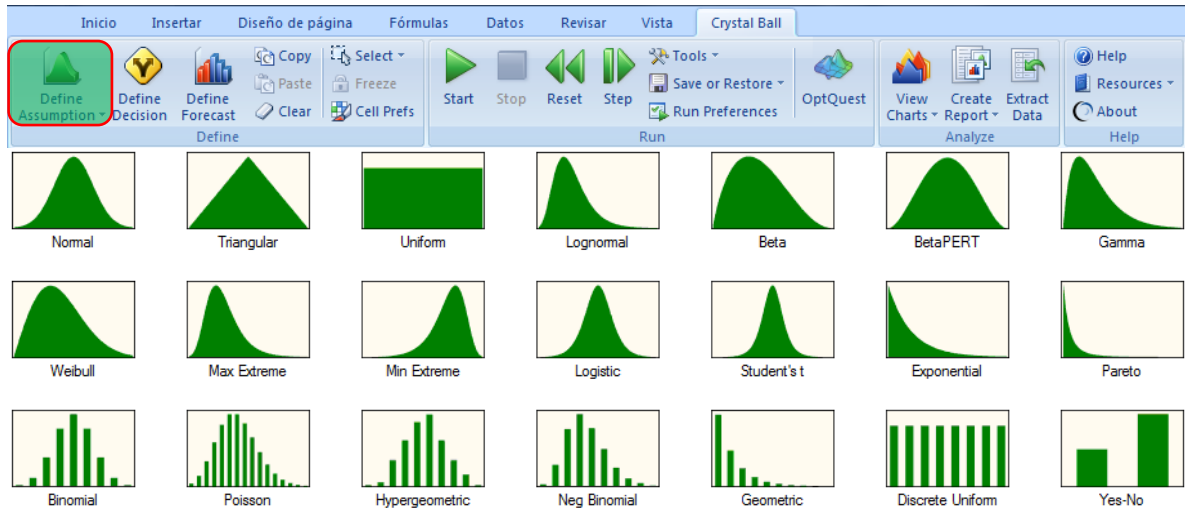 Inicio Insertar Diseño de página Fórmulas Datos Revisar Vista Crystal Ball
Define Assumption
Define Decision
Define Forecast
Copy
Paste
Clear
Select
Freeze
Cell Prefs
Define
Start
Stop
Reset
Step
Tools
Save or Restore
Run Preferences
OptQuest
Run
View Charts
Create Report
Extract Data
Analyze
Help
Resources
About
Help
Normal Triangular Uniform Lognormal Beta BetaPERT Gamma
Weibull Max Extreme Min Extreme Logistic Student's t Exponential Pareto
Binomial Poisson Hypergeometric Neg Binomial Geometric Discrete Uniform Yes-No